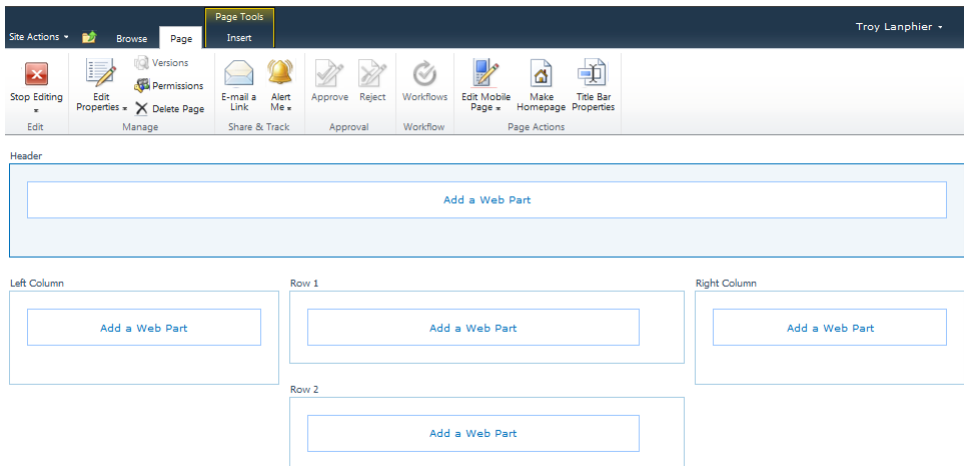 Page Tools
Site Actions Browse Page Insert Troy Lanphier
Stop Editing
Edit Properties
Versions
Permissions
Delete Page
E-mail a Link
Alert Me
Approve
Reject
Workflows
Edit Mobile Page
Make Homepage
Title Bar Properties
Edit Manage Share & Track Approval Workflow Page Actions
Header
Add a Web Part
Left Column Row 1 Right Column
Add a Web Part Add a Web Part Add a Web Part
Row 2
Add a Web Part